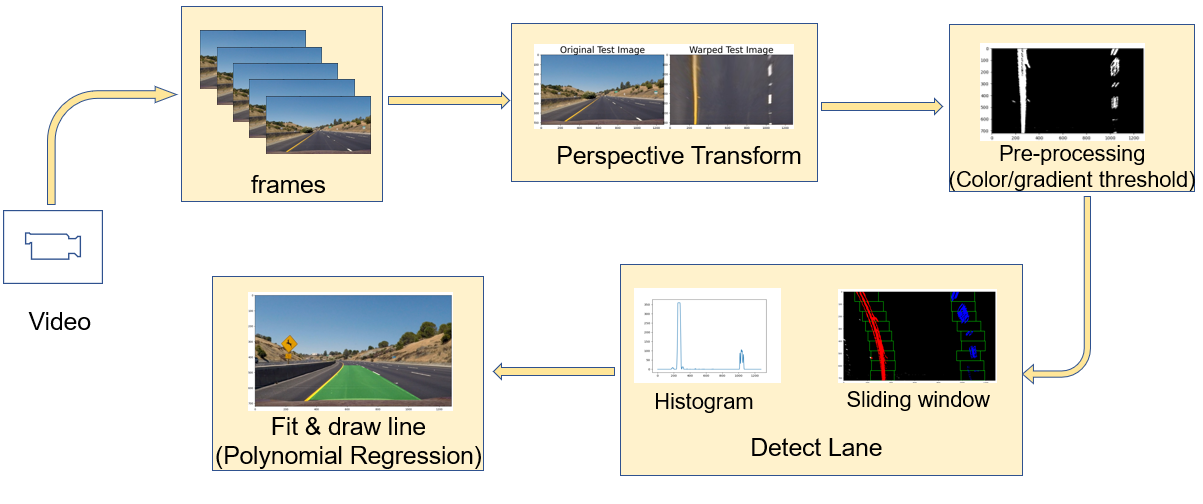 Video
frames
Original Test Image
Warped Test Image
Perspective Transform
Pre-processing
(Color/gradient threshold)
Histogram
Sliding window
Detect Lane
Fit & draw line
(Polynomial Regression)